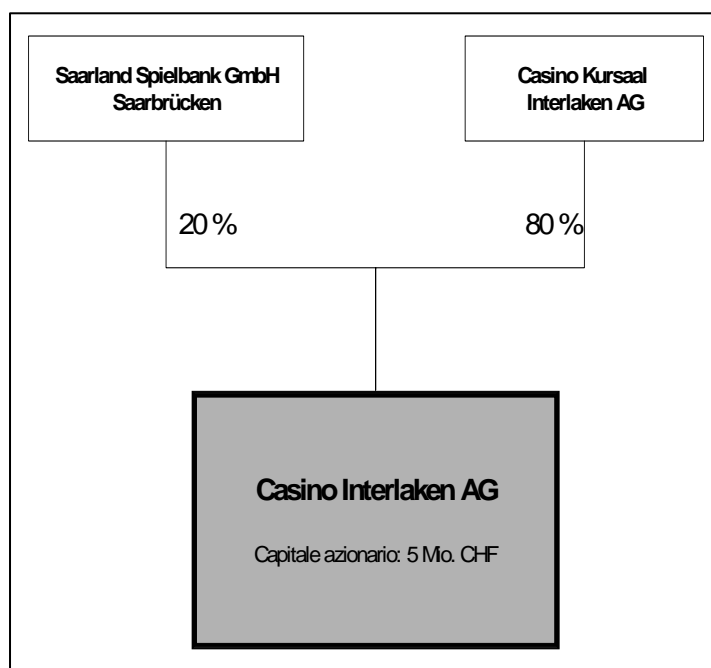 Saarland Spielbank GmbH
Saarbrücken
Casino Kursaal
Interlaken AG
20 %
80 %
Casino Interlaken AG
Capitale azionario: 5 Mio. CHF